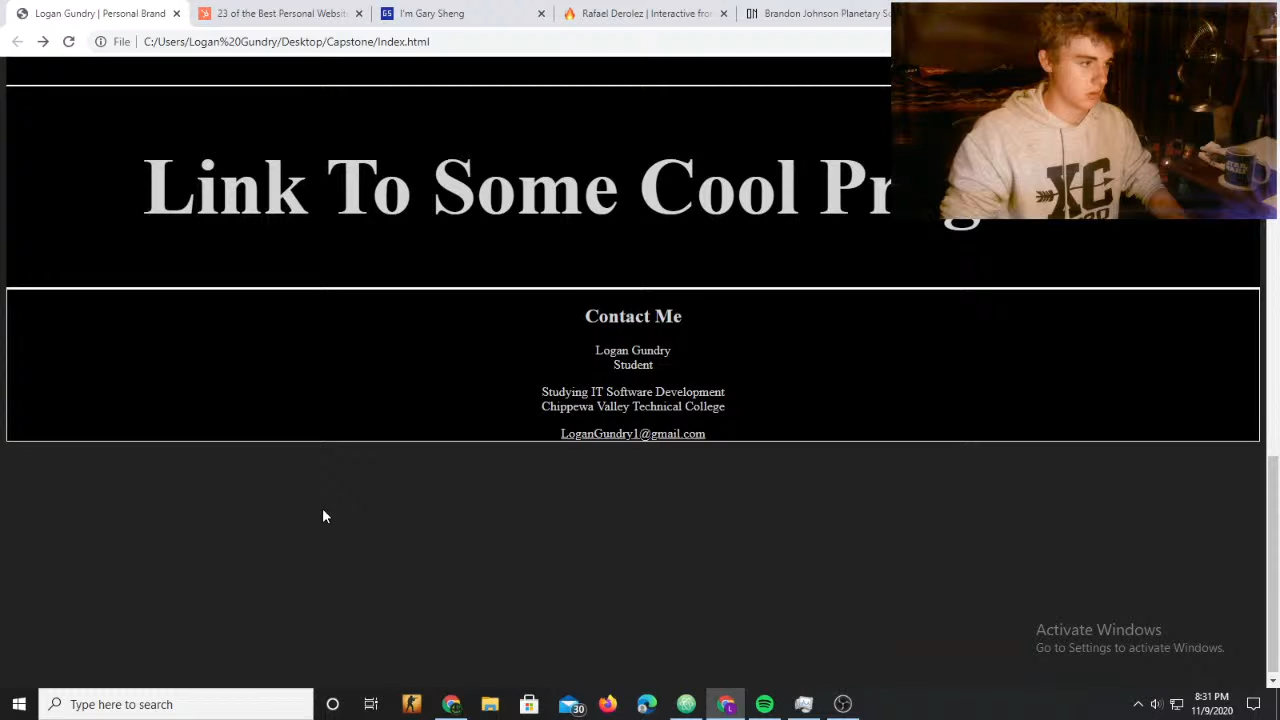 Logan Gundry | Personal Brand
23 of the Best Personal Websit
I'm Gary Sheng
Rafael Derolez | Interactive fro
Brandon Johnson Planetary S
File
C:/Users/Logan%20Gundry/Desktop/Capstone/Index.html
XC
Link To Some Cool
Contact Me
Logan Gundry
Student
Studying IT Software Development
Chippewa Valley Technical College
LoganGundry1@gmail.com
Activate Windows
Go to Settings to activate Windows.
Type here to search
30
L
8:31 PM
11/9/2020